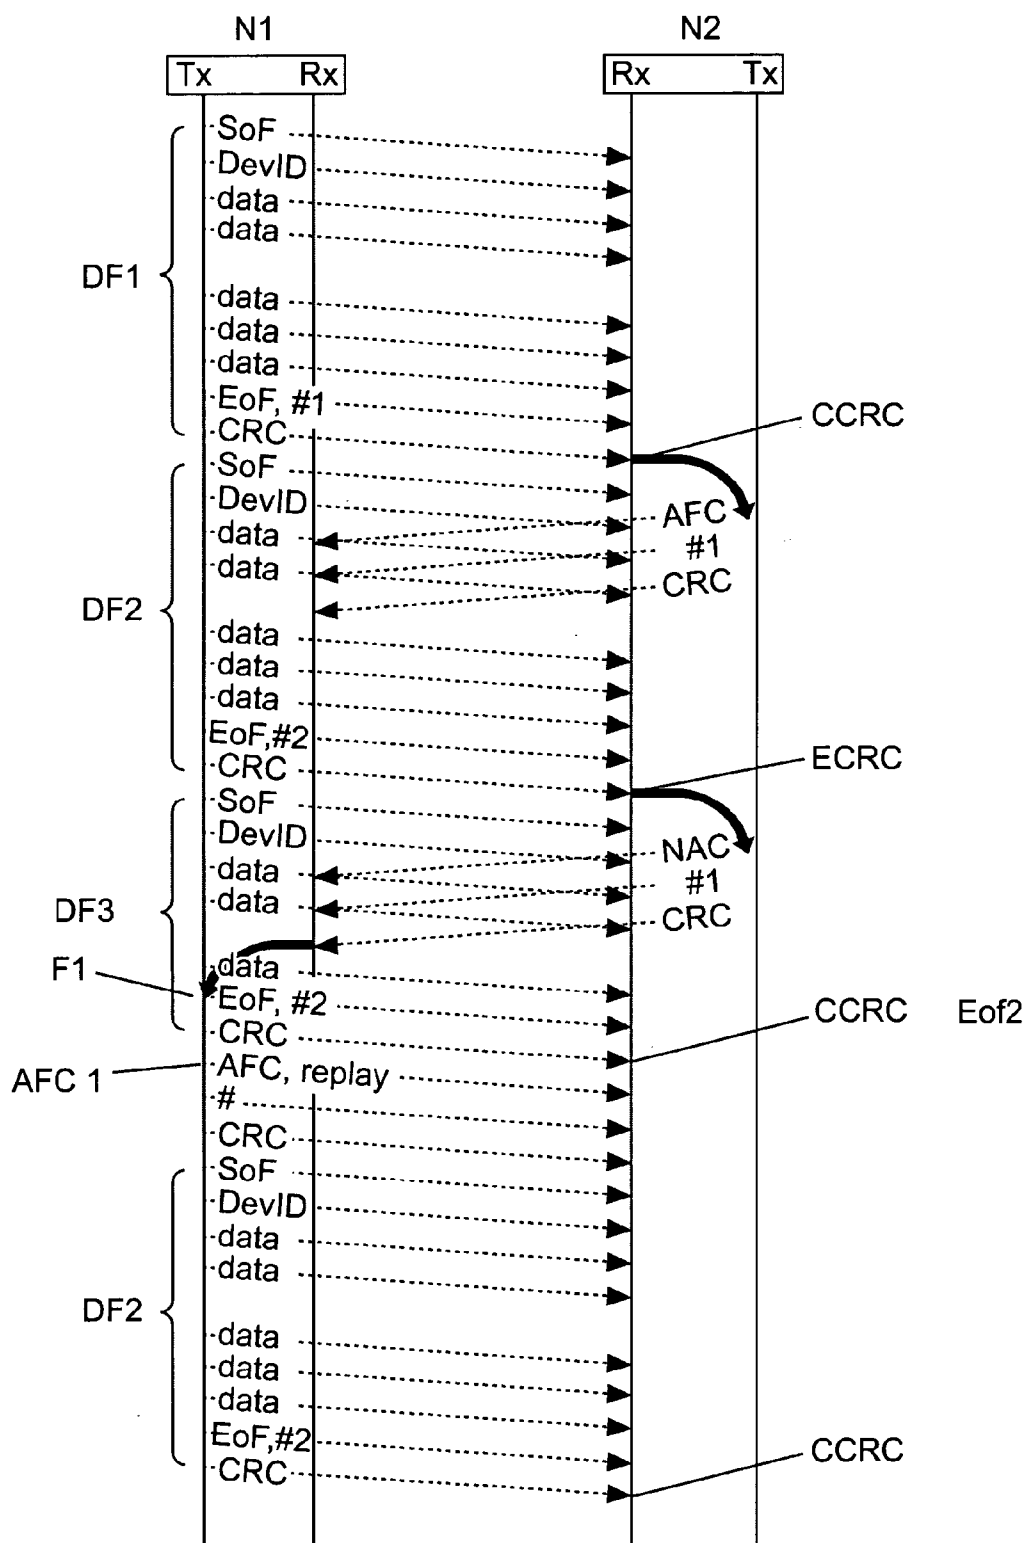 N1 N2
Tx Rx Rx Tx
SoF
DevID
data
data
DF1
data
data
data
EoF, #1
CCRC
CRC
SoF
DevID
AFC
data
#1
data
CRC
DF2
data
data
data
EoF,#2
ECRC
CRC
SoF
DevID
NAC
data
#1
data
DF3
CRC
data
F1
EoF, #2
CCRC Eof2
CRC
AFC, replay
AFC 1
#
CRC
SoF
DevID
data
data
DF2
data
data
data
EoF,#2
CCRC
CRC